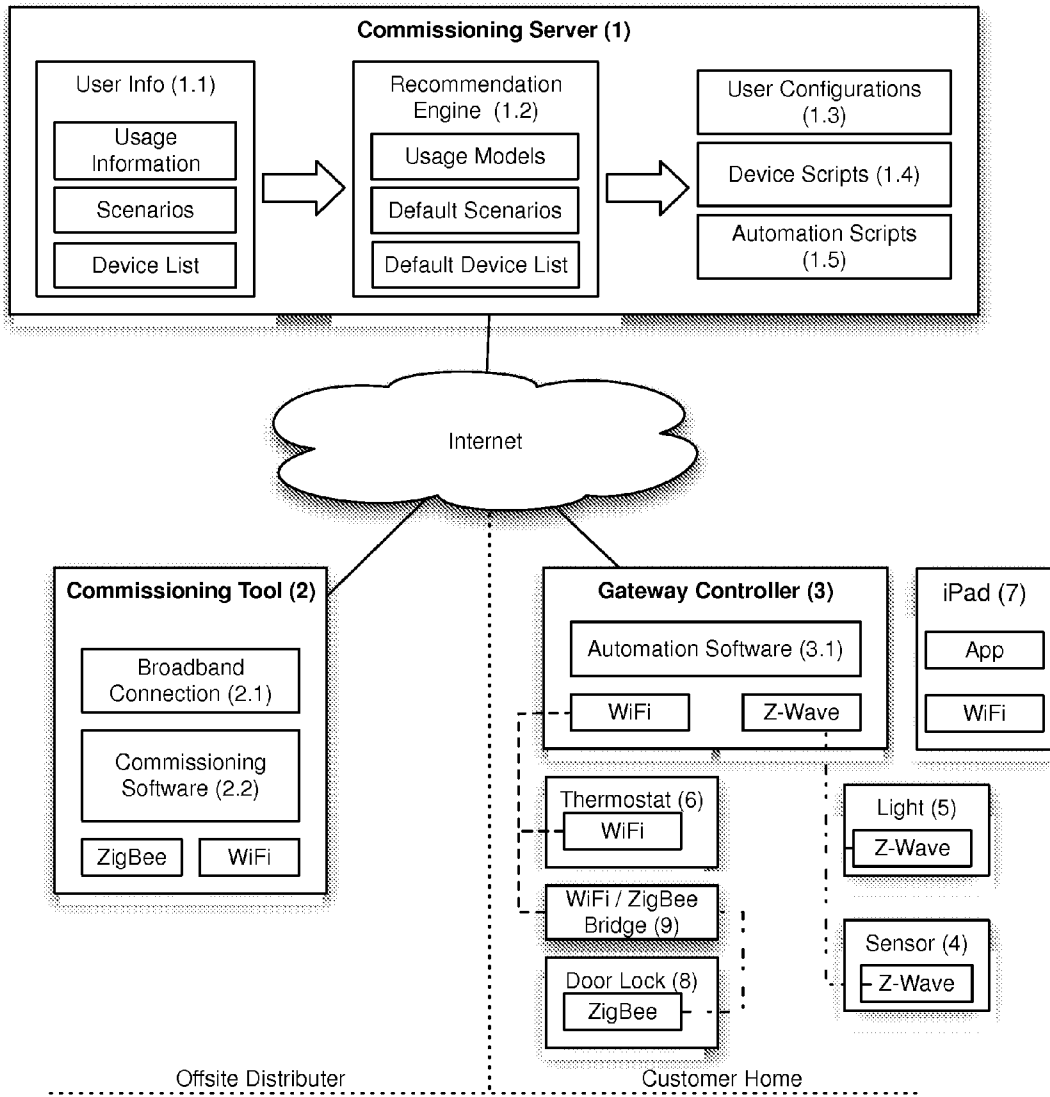 Commissioning Server (1)
User Info (1.1)
Usage
Information
Scenarios
Device List
Recommendation
Engine (1.2)
Usage Models
Default Scenarios
Default Device List
User Configurations
(1.3)
Device Scripts (1.4)
Automation Scripts
(1.5)
Internet
Commissioning Tool (2)
Broadband
Connection (2.1)
Commissioning
Software (2.2)
ZigBee
WiFi
Gateway Controller (3)
Automation Software (3.1)
WiFi
Z-Wave
iPad (7)
App
WiFi
Thermostat (6)
WiFi
Light (5)
Z-Wave
WiFi / ZigBee
Bridge (9)
Sensor (4)
Z-Wave
Door Lock (8)
ZigBee
Offsite Distributer
Customer Home